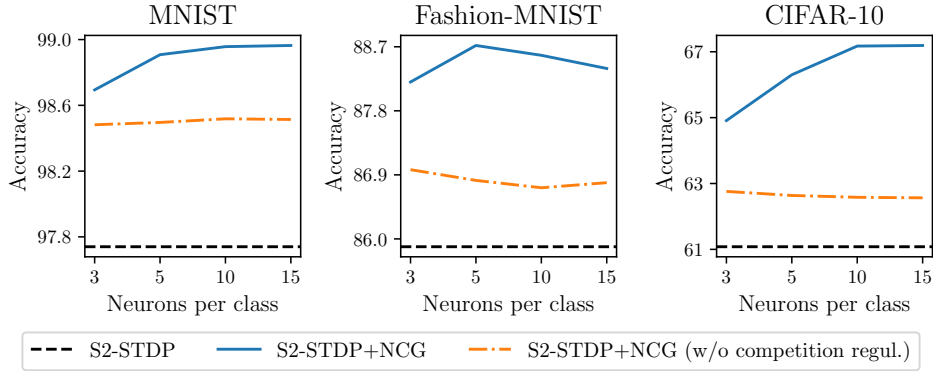 MNIST
Accuracy
99.0
98.6
98.2
97.8
3 5 10 15
Neurons per class
Fashion-MNIST
Accuracy
88.7
87.8
86.9
86.0
3 5 10 15
Neurons per class
CIFAR-10
Accuracy
67
65
63
61
3 5 10 15
Neurons per class
S2-STDP S2-STDP+NCG S2-STDP+NCG (w/o competition regul.)